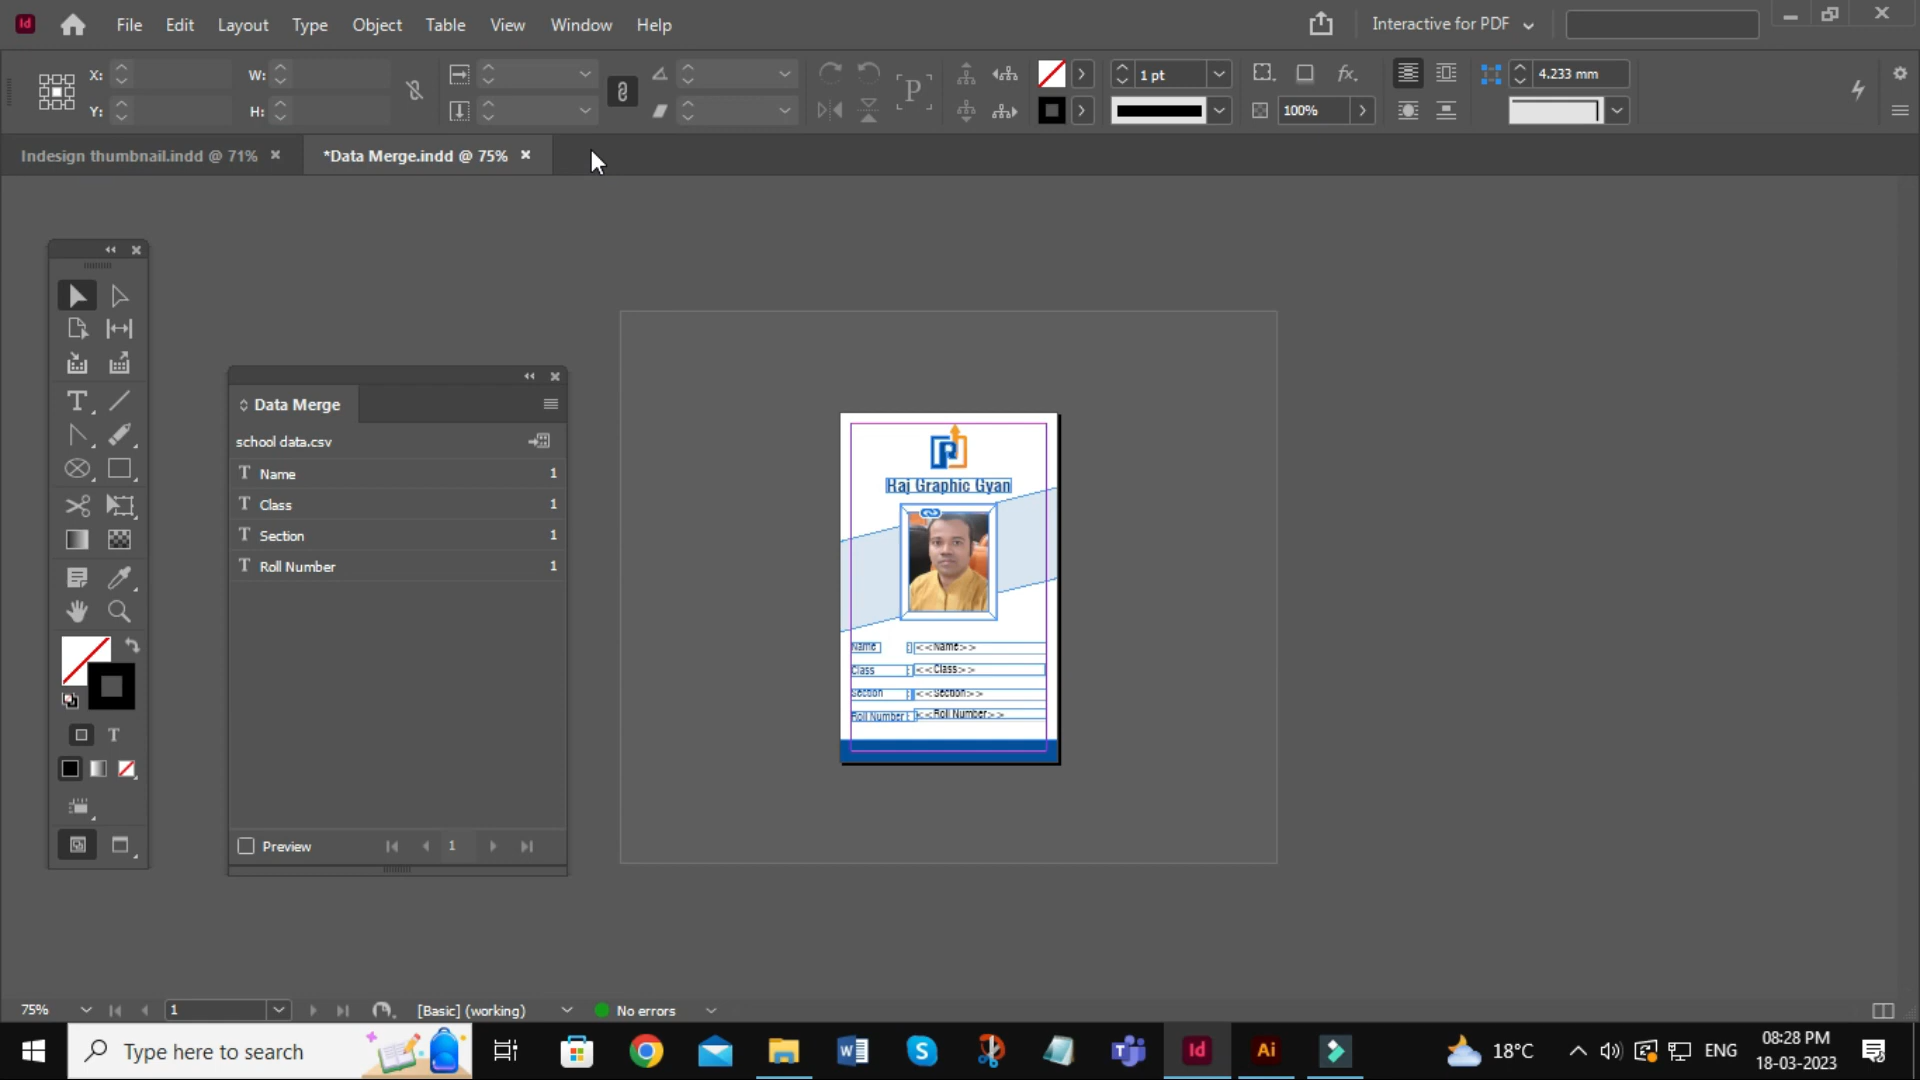 File Edit Layout Type Object Table View Window Help
Interactive for PDF
X: W: 1 pt fx. 4.233 mm
Y: H: P 100%
Indesign thumbnail.indd @ 71% *Data Merge.indd @ 75%
Data Merge
school data.csv
T Name 1
T Class 1
T Section 1
T Roll Number 1
Preview 1
Raj Graphic Gyan
Name : <<Name>>
Class : <<Class>>
Section : <<Section>>
Roll Number : <<Roll Number>>
75% 1 [Basic] (working) No errors
Type here to search
18°C ENG
08:28 PM
18-03-2023